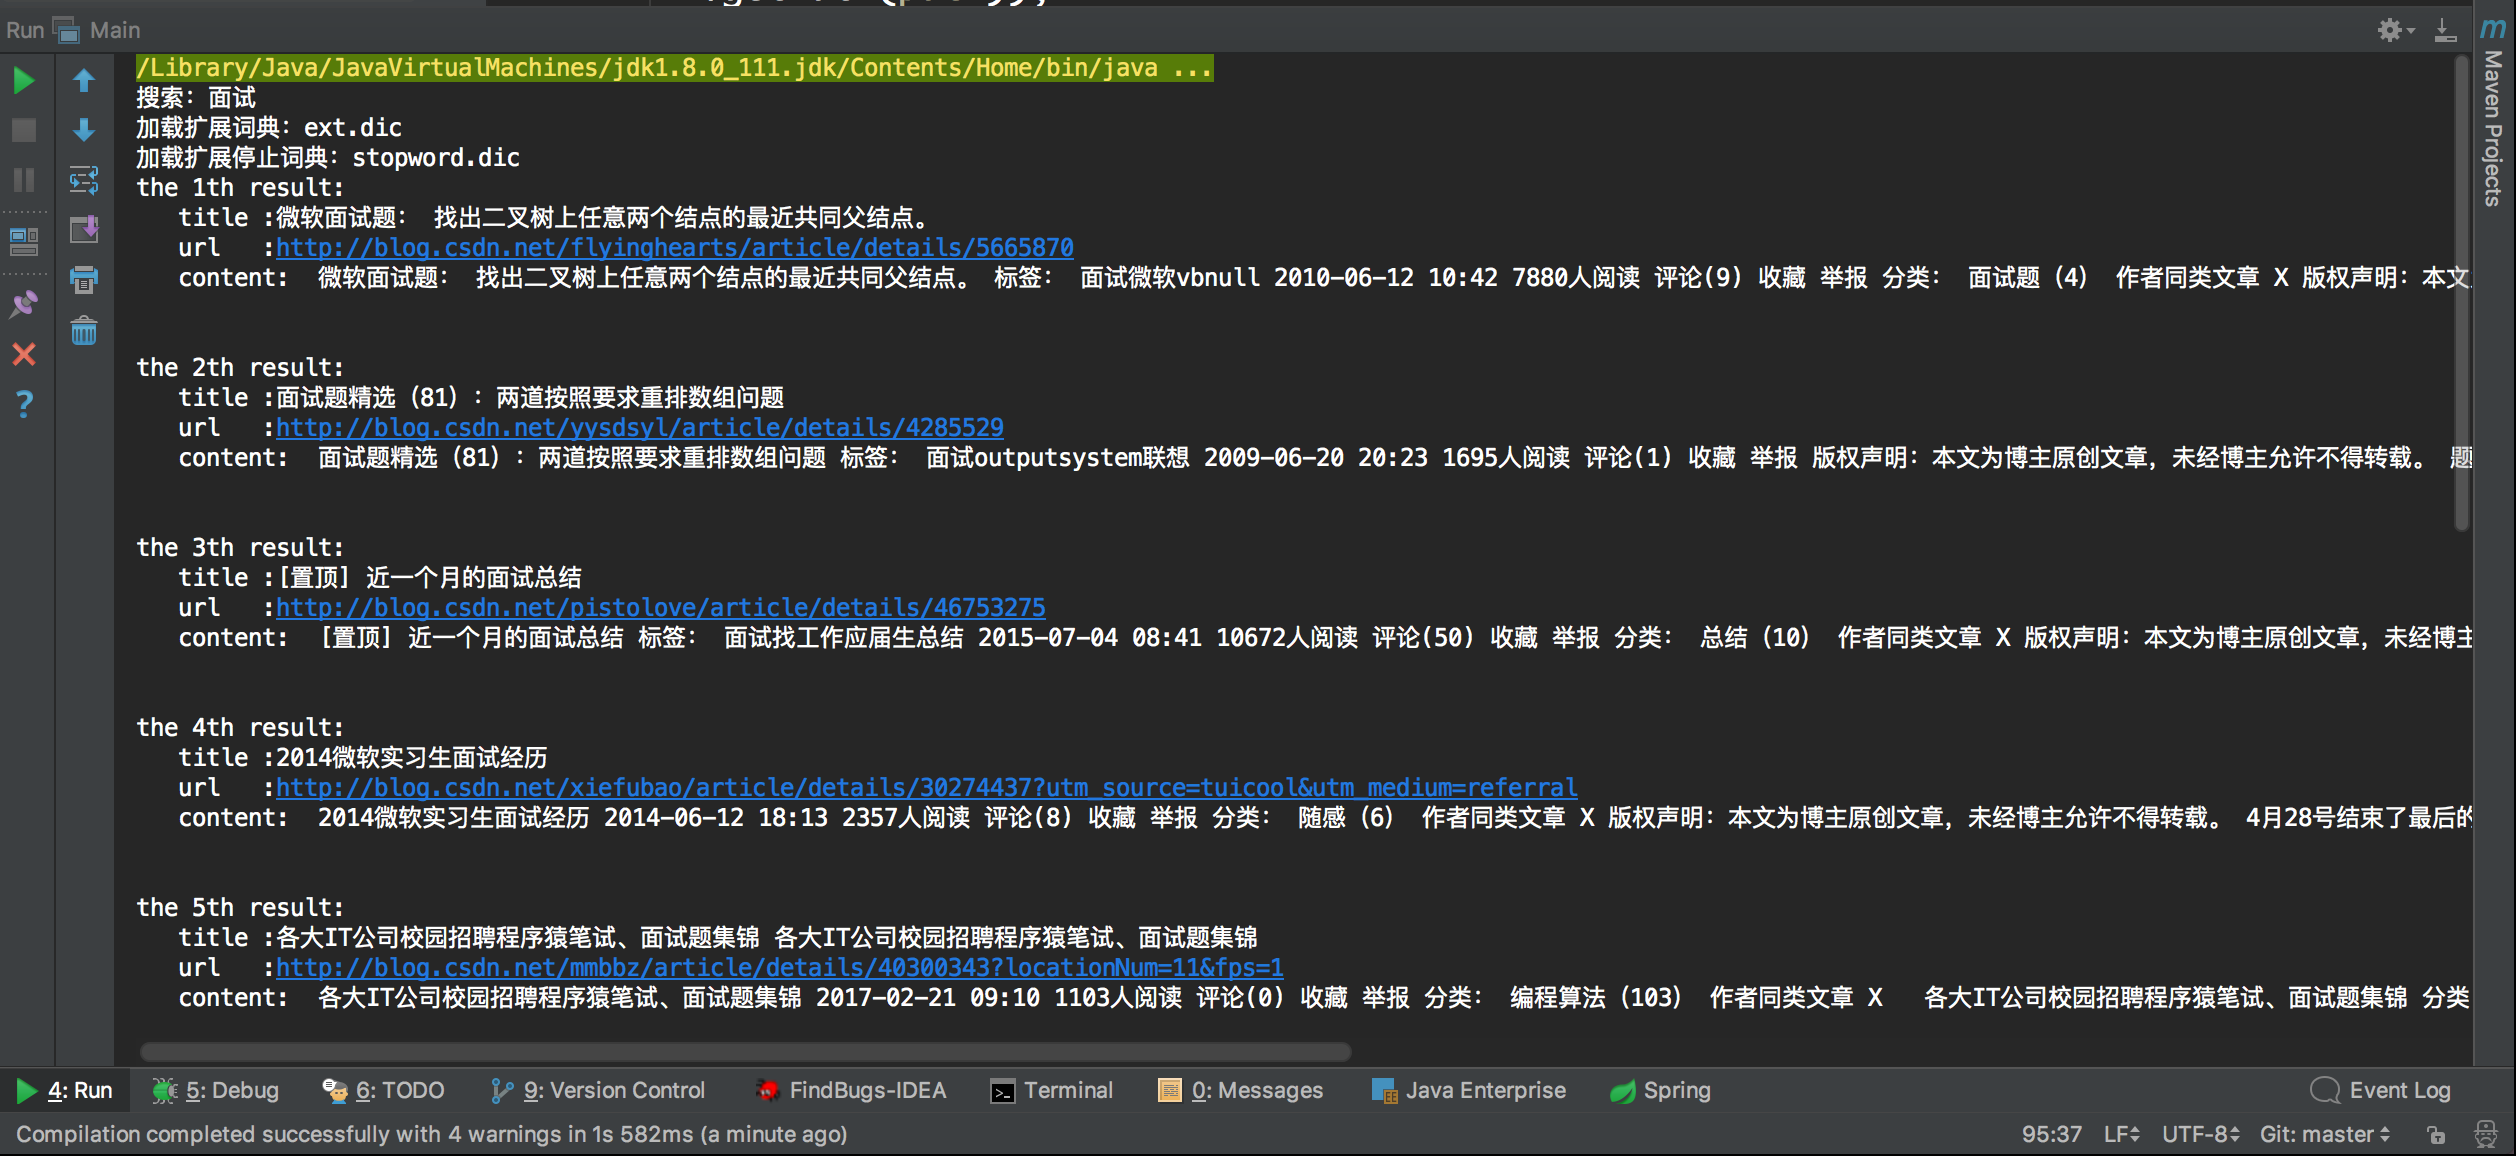 Run Main
/Library/Java/JavaVirtualMachines/jdk1.8.0_111.jdk/Contents/Home/bin/java ...
搜索：面试
加载扩展词典：ext.dic
加载扩展停止词典：stopword.dic
the 1th result:
title :微软面试题： 找出二叉树上任意两个结点的最近共同父结点。
url :http://blog.csdn.net/flyinghearts/article/details/5665870
content: 微软面试题： 找出二叉树上任意两个结点的最近共同父结点。 标签： 面试微软vbnull 2010-06-12 10:42 7880人阅读 评论(9) 收藏 举报 分类： 面试题（4） 作者同类文章 X 版权声明：本文
the 2th result:
title :面试题精选（81）：两道按照要求重排数组问题
url :http://blog.csdn.net/yysdsyl/article/details/4285529
content: 面试题精选（81）：两道按照要求重排数组问题 标签： 面试outputsystem联想 2009-06-20 20:23 1695人阅读 评论(1) 收藏 举报 版权声明：本文为博主原创文章，未经博主允许不得转载。 题
the 3th result:
title :[置顶] 近一个月的面试总结
url :http://blog.csdn.net/pistolove/article/details/46753275
content: [置顶] 近一个月的面试总结 标签： 面试找工作应届生总结 2015-07-04 08:41 10672人阅读 评论(50) 收藏 举报 分类： 总结（10） 作者同类文章 X 版权声明：本文为博主原创文章，未经博主
the 4th result:
title :2014微软实习生面试经历
url :http://blog.csdn.net/xiefubao/article/details/30274437?utm_source=tuicool&utm_medium=referral
content: 2014微软实习生面试经历 2014-06-12 18:13 2357人阅读 评论(8) 收藏 举报 分类： 随感（6） 作者同类文章 X 版权声明：本文为博主原创文章，未经博主允许不得转载。 4月28号结束了最后的
the 5th result:
title :各大IT公司校园招聘程序猿笔试、面试题集锦 各大IT公司校园招聘程序猿笔试、面试题集锦
url :http://blog.csdn.net/mmbbz/article/details/40300343?locationNum=11&fps=1
content: 各大IT公司校园招聘程序猿笔试、面试题集锦 2017-02-21 09:10 1103人阅读 评论(0) 收藏 举报 分类： 编程算法（103） 作者同类文章 X 各大IT公司校园招聘程序猿笔试、面试题集锦 分类
Maven Projects
4: Run 5: Debug 6: TODO 9: Version Control FindBugs-IDEA Terminal 0: Messages Java Enterprise Spring Event Log
Compilation completed successfully with 4 warnings in 1s 582ms (a minute ago) 95:37 LF UTF-8 Git: master